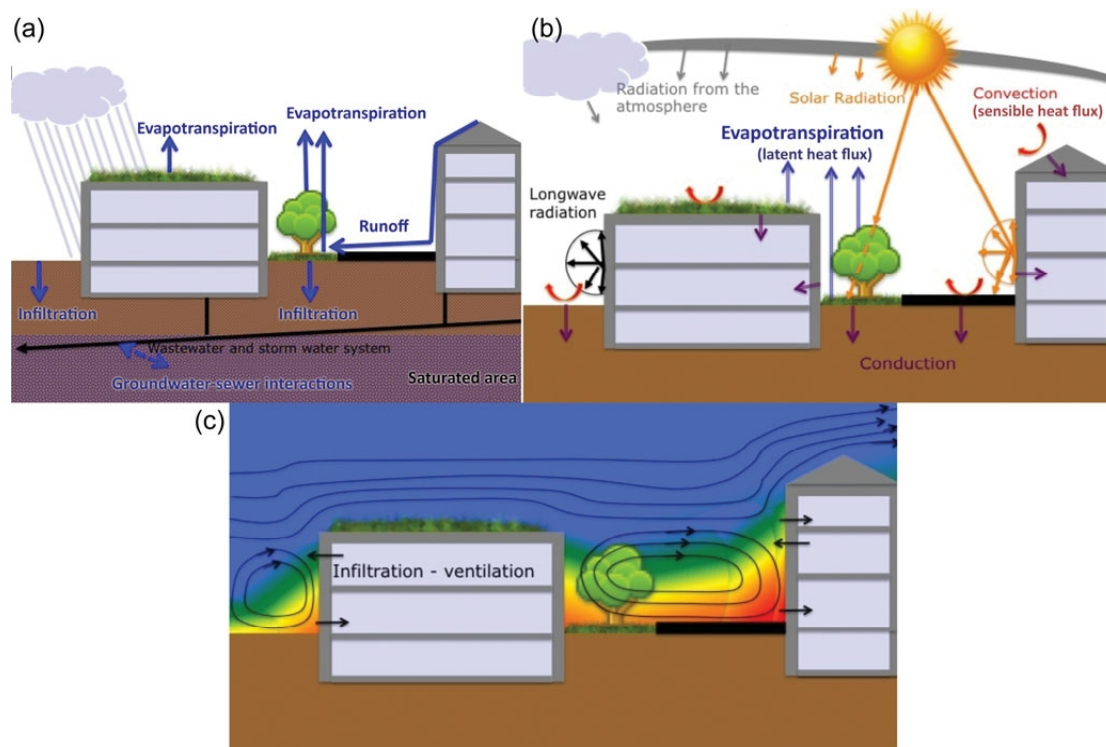 (a)
Evapotranspiration
Evapotranspiration
Runoff
Infiltration
Infiltration
Wastewater and storm water system
Groundwater-sewer interactions
Saturated area
(b)
Radiation from the
atmosphere
Solar Radiation
Convection
(sensible heat flux)
Evapotranspiration
(latent heat flux)
Longwave
radiation
Conduction
(c)
Infiltration - ventilation